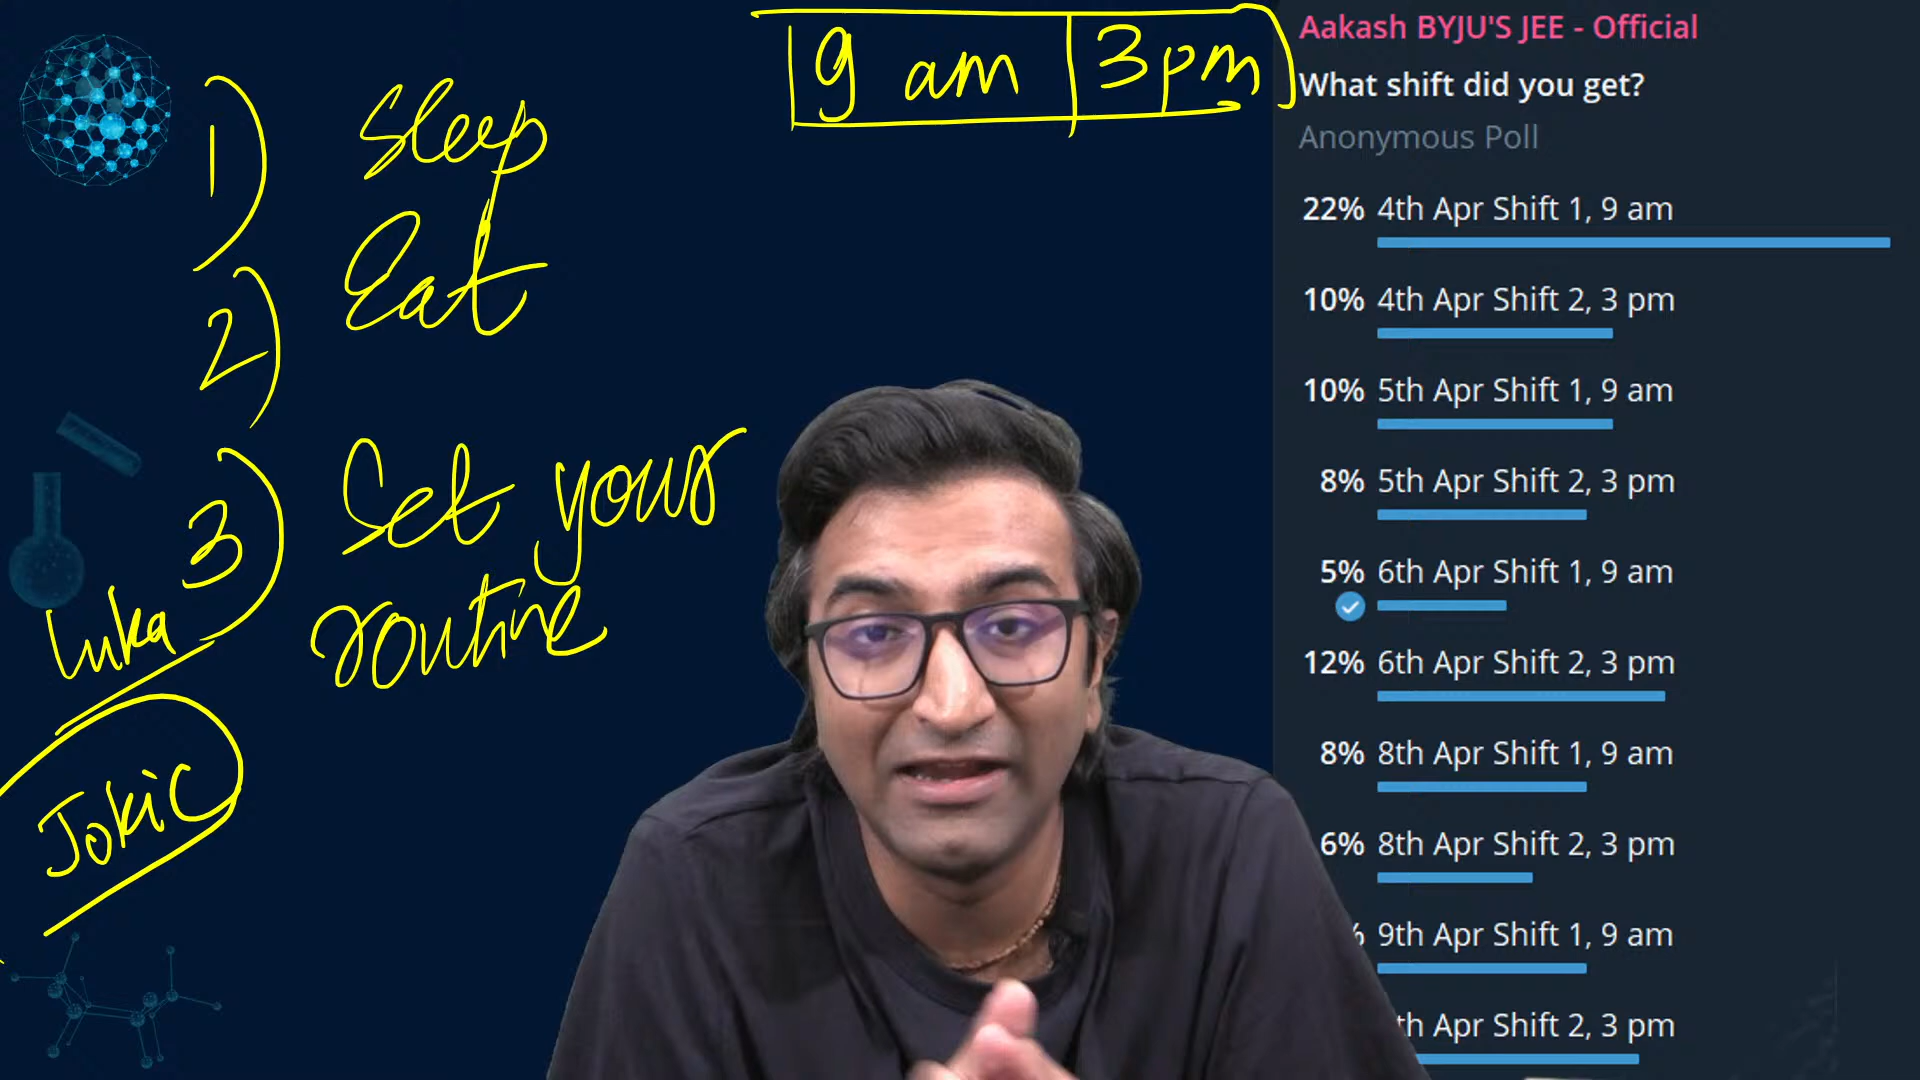 9 am 3pm
1) Sleep
2) Eat
3) Set your
routine
Luka
Jokic
Aakash BYJU'S JEE - Official
What shift did you get?
Anonymous Poll
22% 4th Apr Shift 1, 9 am
10% 4th Apr Shift 2, 3 pm
10% 5th Apr Shift 1, 9 am
8% 5th Apr Shift 2, 3 pm
5% 6th Apr Shift 1, 9 am
12% 6th Apr Shift 2, 3 pm
8% 8th Apr Shift 1, 9 am
6% 8th Apr Shift 2, 3 pm
% 9th Apr Shift 1, 9 am
th Apr Shift 2, 3 pm